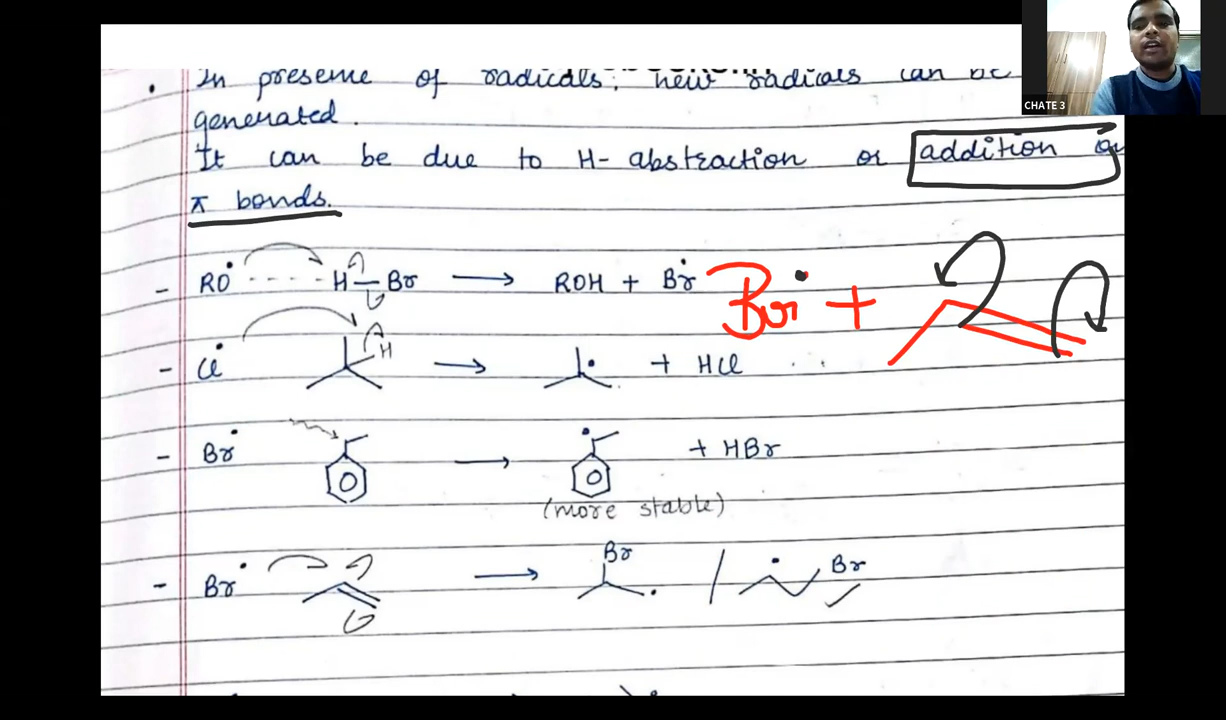 • In presence of radicals, new radicals can be
generated.
It can be due to H- abstraction or addition on
π bonds.
- RO• ---- H—Br → ROH + Br•
Br• +
- Cl• H → • + HCl ..
- Br• → • + HBr
(more stable)
- Br• → Br • / • Br ✓
CHATE 3